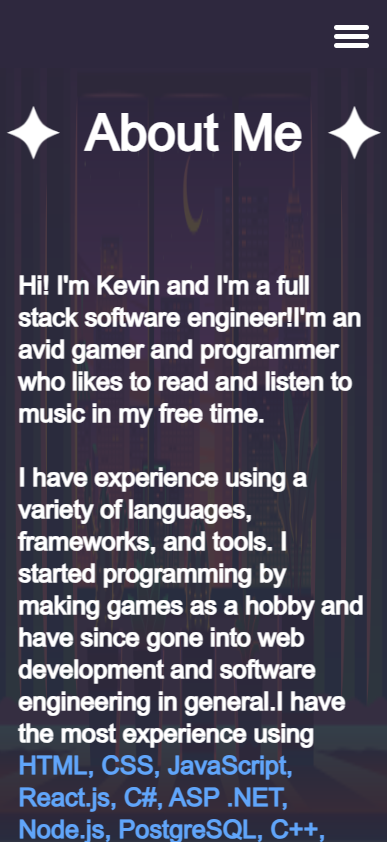 About Me
Hi! I'm Kevin and I'm a full
stack software engineer!I'm an
avid gamer and programmer
who likes to read and listen to
music in my free time.
I have experience using a
variety of languages,
frameworks, and tools. I
started programming by
making games as a hobby and
have since gone into web
development and software
engineering in general.I have
the most experience using
HTML, CSS, JavaScript,
React.js, C#, ASP .NET,
Node.js, PostgreSQL, C++,